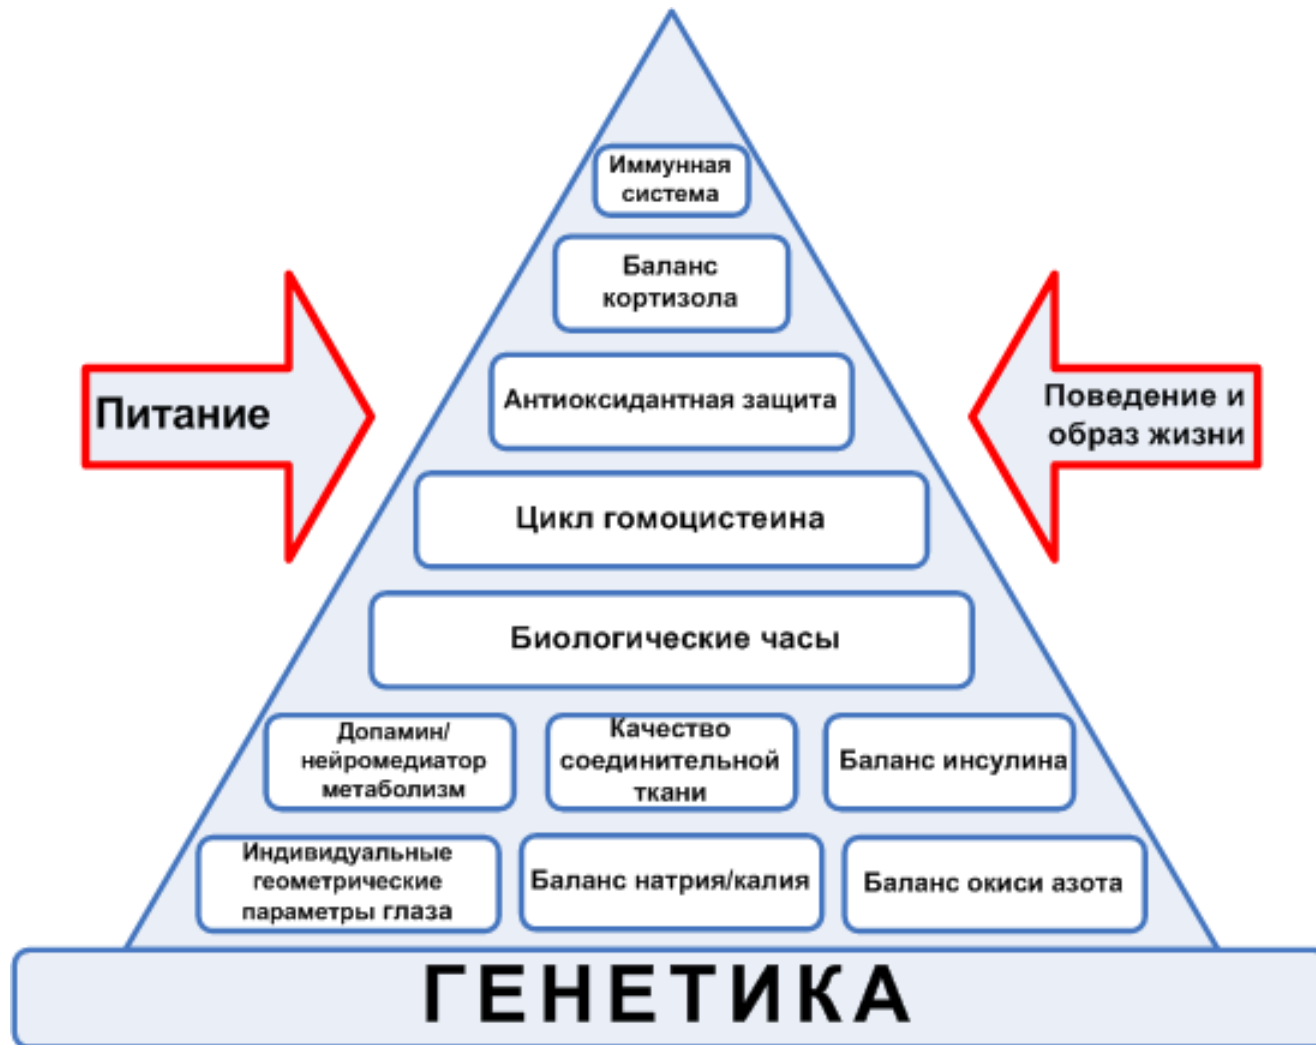 Иммунная
система
Баланс
кортизола
Питание
Антиоксидантная защита
Поведение и
образ жизни
Цикл гомоцистеина
Биологические часы
Допамин/
нейромедиатор
метаболизм
Качество
соединительной
ткани
Баланс инсулина
Индивидуальные
геометрические
параметры глаза
Баланс натрия/калия
Баланс окиси азота
ГЕНЕТИКА